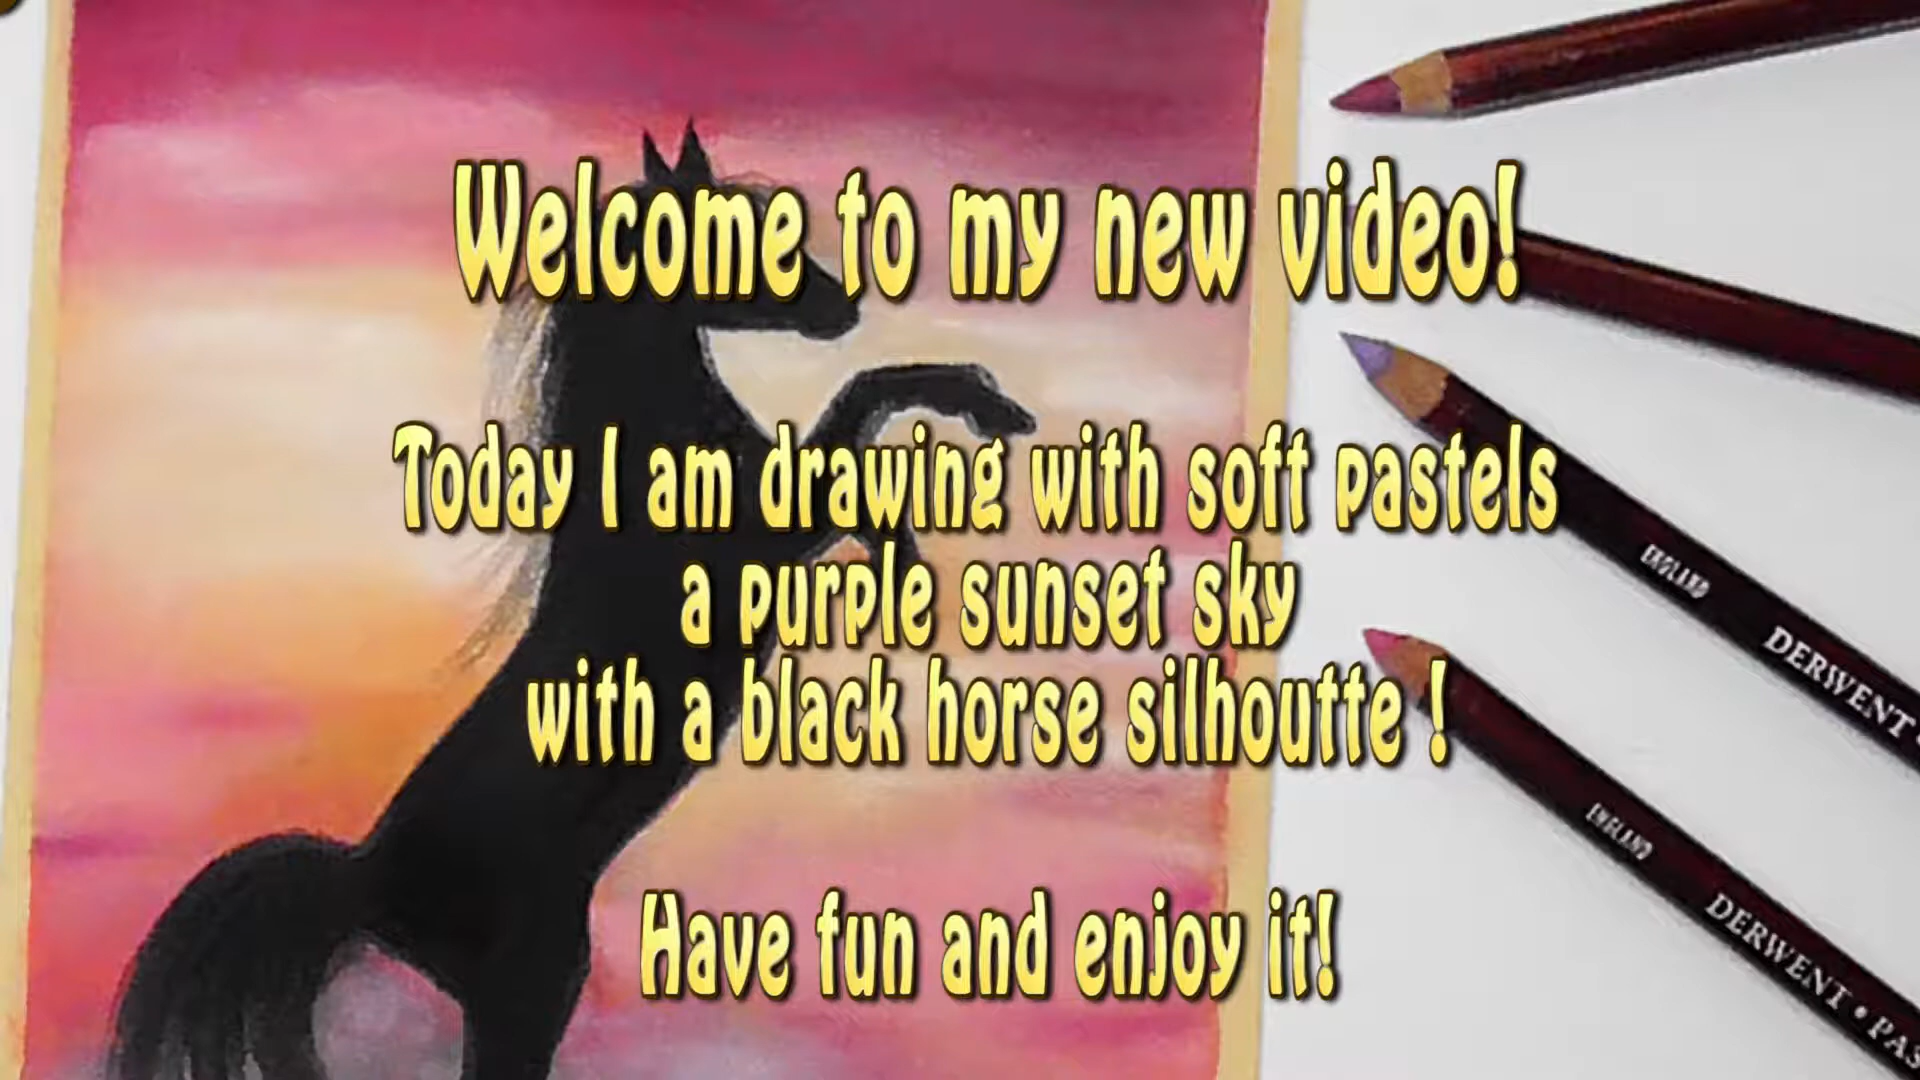 Welcome to my new video!
Today I am drawing with soft pastels
a purple sunset sky
with a black horse silhoutte !
Have fun and enjoy it!
ENGLAND
DERWENT •
ENGLAND
DERWENT • PAS